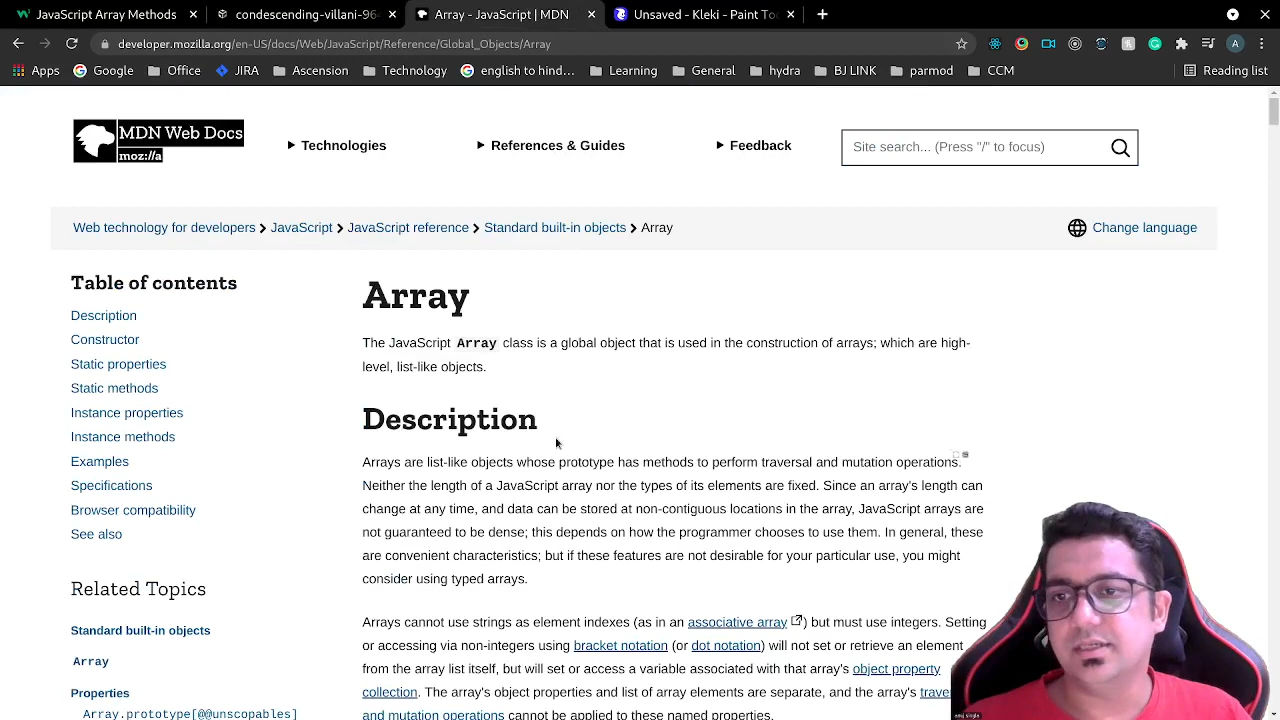 JavaScript Array Methods
condescending-villani-96
Array - JavaScript | MDN
Unsaved - Kleki - Paint Too
developer.mozilla.org/en-US/docs/Web/JavaScript/Reference/Global_Objects/Array
A
Apps Google Office JIRA Ascension Technology english to hind... Learning General hydra BJ LINK parmod CCM Reading list
MDN Web Docs
moz://a
Technologies References & Guides Feedback
Site search... (Press "/" to focus)
Web technology for developers JavaScript JavaScript reference Standard built-in objects Array
Change language
Table of contents
Description
Constructor
Static properties
Static methods
Instance properties
Instance methods
Examples
Specifications
Browser compatibility
See also
Related Topics
Standard built-in objects
Array
Properties
Array.prototype[@@unscopables]
Array
The JavaScript Array class is a global object that is used in the construction of arrays; which are high-
level, list-like objects.
Description
Arrays are list-like objects whose prototype has methods to perform traversal and mutation operations.
Neither the length of a JavaScript array nor the types of its elements are fixed. Since an array's length can
change at any time, and data can be stored at non-contiguous locations in the array, JavaScript arrays are
not guaranteed to be dense; this depends on how the programmer chooses to use them. In general, these
are convenient characteristics; but if these features are not desirable for your particular use, you might
consider using typed arrays.
Arrays cannot use strings as element indexes (as in an associative array) but must use integers. Setting
or accessing via non-integers using bracket notation (or dot notation) will not set or retrieve an element
from the array list itself, but will set or access a variable associated with that array's object property
collection. The array's object properties and list of array elements are separate, and the array's
and mutation operations cannot be applied to these named properties.